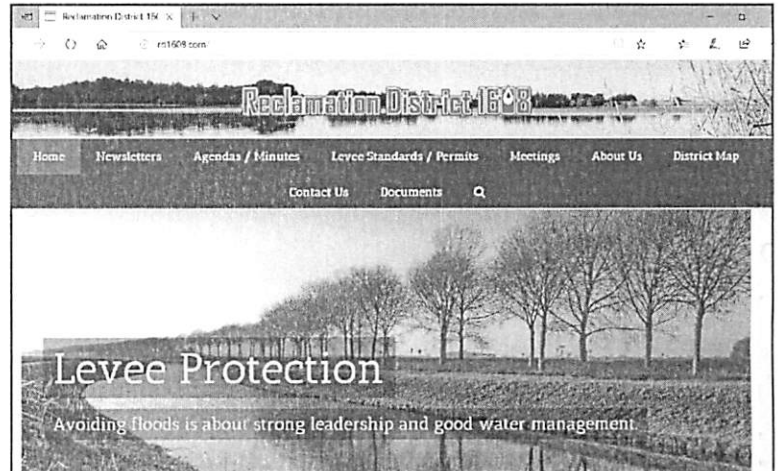 Reclamation District 160
rd1608.com
Reclamation District 1608
Home Newsletters Agendas / Minutes Levee Standards / Permits Meetings About Us District Map
Contact Us Documents
Levee Protection
Avoiding floods is about strong leadership and good water management.